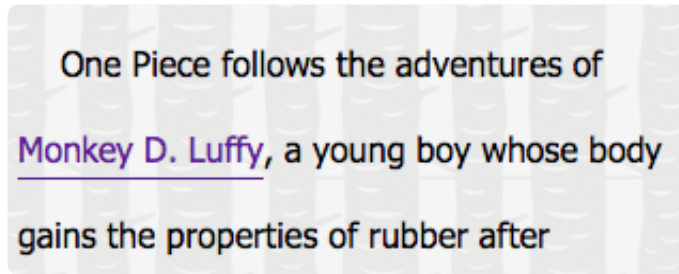 One Piece follows the adventures of
Monkey D. Luffy, a young boy whose body
gains the properties of rubber after